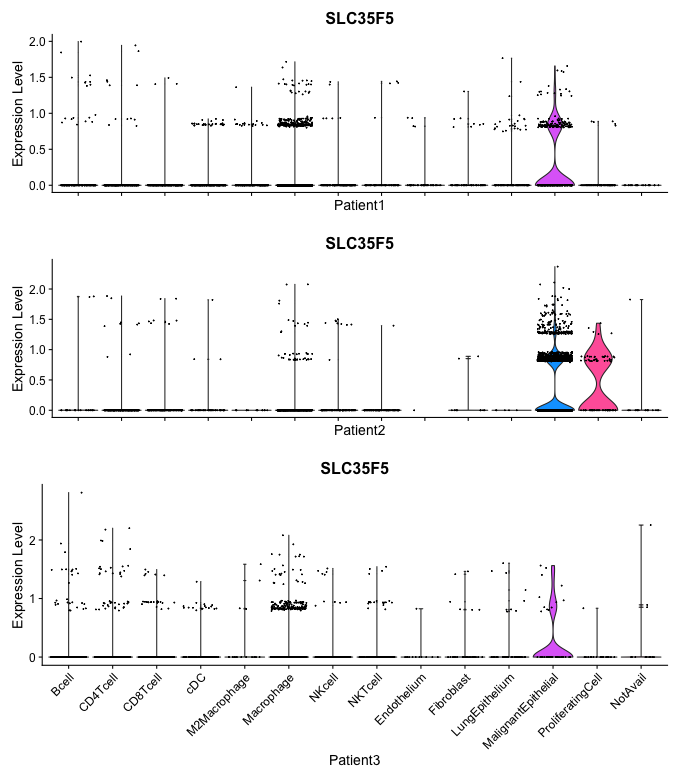 SLC35F5
Expression Level
2.0
1.5
1.0
0.5
0.0
Patient1
SLC35F5
Expression Level
2.0
1.5
1.0
0.5
0.0
Patient2
SLC35F5
Expression Level
2
1
0
Bcell
CD4Tcell
CD8Tcell
cDC
M2Macrophage
Macrophage
NKcell
NKTcell
Endothelium
Fibroblast
LungEpithelium
MalignantEpithelial
ProliferatingCell
NotAvail
Patient3